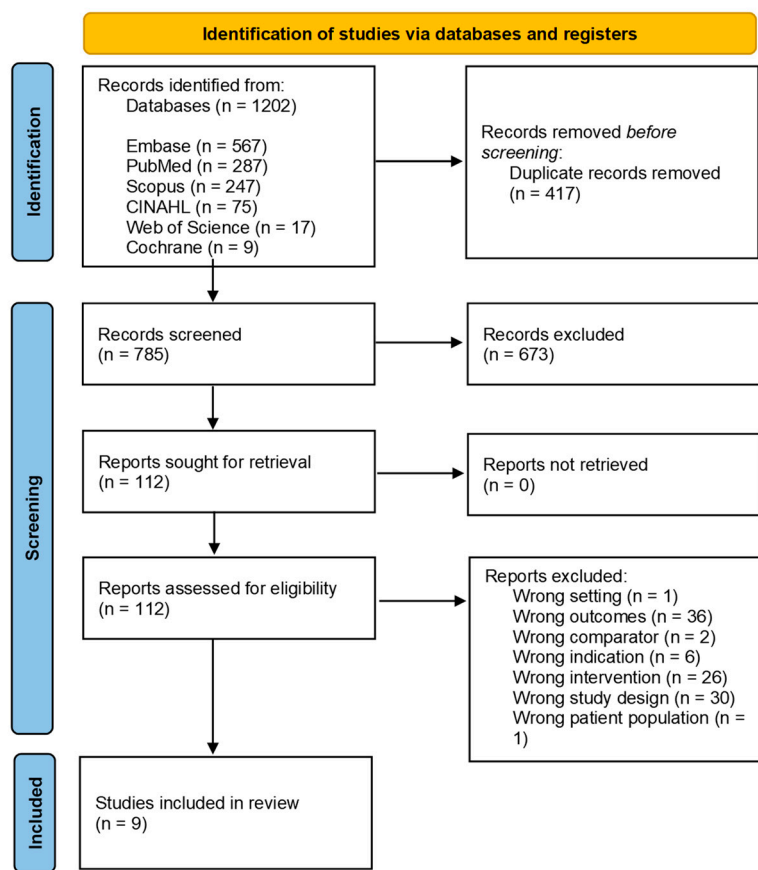 Identification of studies via databases and registers
Identification
Records identified from:
Databases (n = 1202)
Embase (n = 567)
PubMed (n = 287)
Scopus (n = 247)
CINAHL (n = 75)
Web of Science (n = 17)
Cochrane (n = 9)
Records removed before
screening:
Duplicate records removed
(n = 417)
Screening
Records screened
(n = 785)
Records excluded
(n = 673)
Reports sought for retrieval
(n = 112)
Reports not retrieved
(n = 0)
Reports assessed for eligibility
(n = 112)
Reports excluded:
Wrong setting (n = 1)
Wrong outcomes (n = 36)
Wrong comparator (n = 2)
Wrong indication (n = 6)
Wrong intervention (n = 26)
Wrong study design (n = 30)
Wrong patient population (n =
1)
Included
Studies included in review
(n = 9)